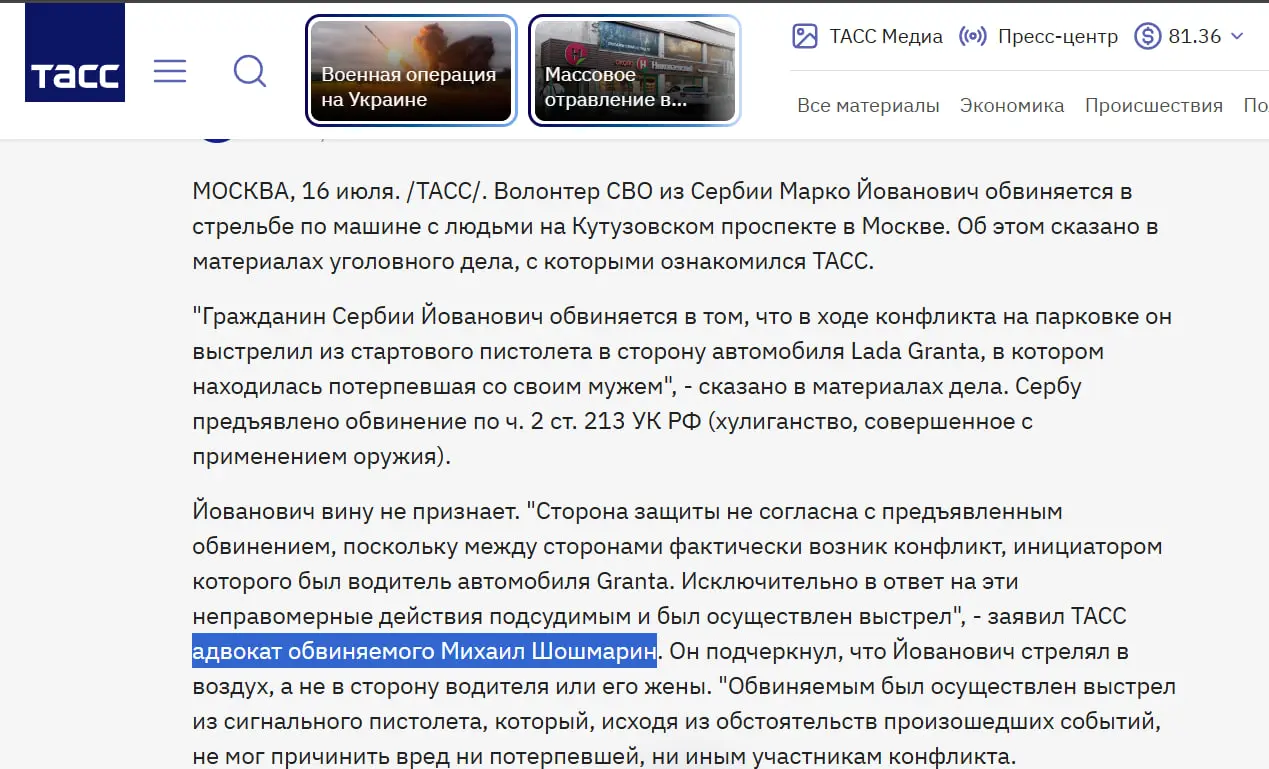 тасс
Военная операция
на Украине
Массовое
отравление в...
ТАСС Медиа
Пресс-центр
81.36
Все материалы Экономика Происшествия По
МОСКВА, 16 июля. /ТАСС/. Волонтер СВО из Сербии Марко Йованович обвиняется в
стрельбе по машине с людьми на Кутузовском проспекте в Москве. Об этом сказано в
материалах уголовного дела, с которыми ознакомился ТАСС.
"Гражданин Сербии Йованович обвиняется в том, что в ходе конфликта на парковке он
выстрелил из стартового пистолета в сторону автомобиля Lada Granta, в котором
находилась потерпевшая со своим мужем", - сказано в материалах дела. Сербу
предъявлено обвинение по ч. 2 ст. 213 УК РФ (хулиганство, совершенное с
применением оружия).
Йованович вину не признает. "Сторона защиты не согласна с предъявленным
обвинением, поскольку между сторонами фактически возник конфликт, инициатором
которого был водитель автомобиля Granta. Исключительно в ответ на эти
неправомерные действия подсудимым и был осуществлен выстрел", - заявил ТАСС
адвокат обвиняемого Михаил Шошмарин. Он подчеркнул, что Йованович стрелял в
воздух, а не в сторону водителя или его жены. "Обвиняемым был осуществлен выстрел
из сигнального пистолета, который, исходя из обстоятельств произошедших событий,
не мог причинить вред ни потерпевшей, ни иным участникам конфликта.